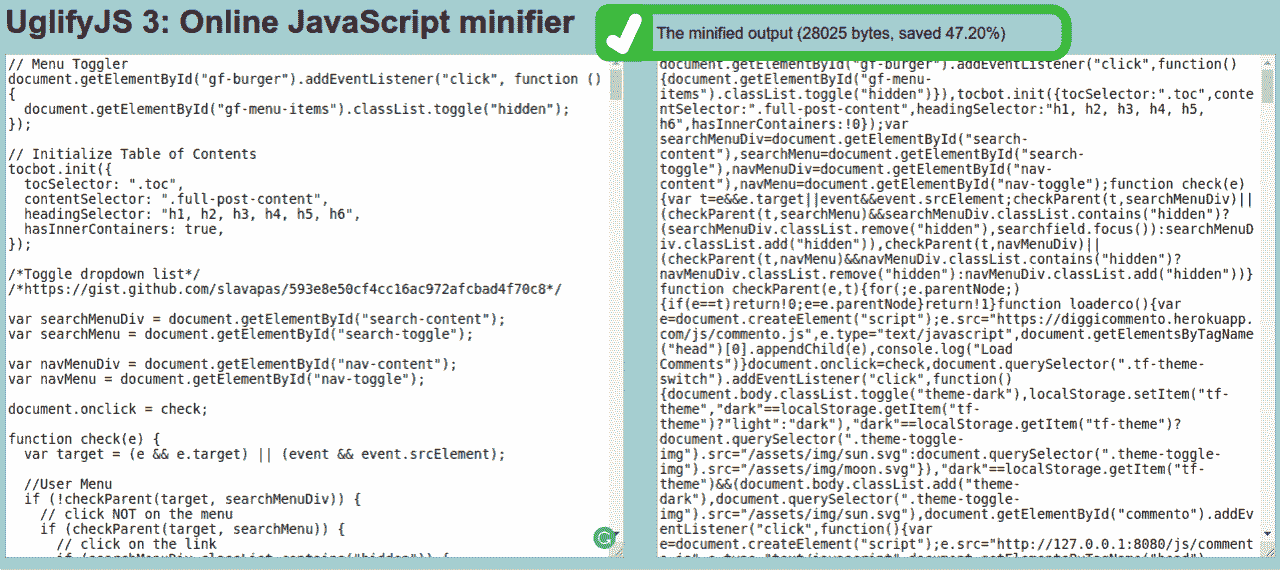 UglifyJS 3: Online JavaScript minifier
The minified output (28025 bytes, saved 47.20%)
// Menu Toggler
document.getElementById("gf-burger").addEventListener("click", function ()
{
  document.getElementById("gf-menu-items").classList.toggle("hidden");
});

// Initialize Table of Contents
tocbot.init({
  tocSelector: ".toc",
  contentSelector: ".full-post-content",
  headingSelector: "h1, h2, h3, h4, h5, h6",
  hasInnerContainers: true,
});

/*Toggle dropdown list*/
/*https://gist.github.com/slavapas/593e8e50cf4cc16ac972afcbad4f70c8*/

var searchMenuDiv = document.getElementById("search-content");
var searchMenu = document.getElementById("search-toggle");

var navMenuDiv = document.getElementById("nav-content");
var navMenu = document.getElementById("nav-toggle");

document.onclick = check;

function check(e) {
  var target = (e && e.target) || (event && event.srcElement);

  //User Menu
  if (!checkParent(target, searchMenuDiv)) {
    // click NOT on the menu
    if (checkParent(target, searchMenu)) {
      // click on the link
      if (searchMenuDiv.classList.contains("hidden")) {
document.getElementById("gf-burger").addEventListener("click",function()
{document.getElementById("gf-menu-
items").classList.toggle("hidden")}),tocbot.init({tocSelector:".toc",conte
ntSelector:".full-post-content",headingSelector:"h1, h2, h3, h4, h5,
h6",hasInnerContainers:!0});var
searchMenuDiv=document.getElementById("search-
content"),searchMenu=document.getElementById("search-
toggle"),navMenuDiv=document.getElementById("nav-
content"),navMenu=document.getElementById("nav-toggle");function check(e)
{var t=e&&e.target||event&&event.srcElement;checkParent(t,searchMenuDiv)||
(checkParent(t,searchMenu)&&searchMenuDiv.classList.contains("hidden")?
(searchMenuDiv.classList.remove("hidden"),searchfield.focus()):searchMenuD
iv.classList.add("hidden")),checkParent(t,navMenuDiv)||
(checkParent(t,navMenu)&&navMenuDiv.classList.contains("hidden")?
navMenuDiv.classList.remove("hidden"):navMenuDiv.classList.add("hidden"))}
function checkParent(e,t){for(;e.parentNode;)
{if(e==t)return!0;e=e.parentNode}return!1}function loaderco(){var
e=document.createElement("script");e.src="https://diggicommento.herokuapp.
com/js/commento.js",e.type="text/javascript",document.getElementsByTagName
("head")[0].appendChild(e),console.log("Load
Comments")}document.onclick=check,document.querySelector(".tf-theme-
switch").addEventListener("click",function()
{document.body.classList.toggle("theme-dark"),localStorage.setItem("tf-
theme","dark"==localStorage.getItem("tf-
theme")?"light":"dark"),"dark"==localStorage.getItem("tf-theme")?
document.querySelector(".theme-toggle-
img").src="/assets/img/sun.svg":document.querySelector(".theme-toggle-
img").src="/assets/img/moon.svg"}),"dark"==localStorage.getItem("tf-
theme")&&(document.body.classList.add("theme-
dark"),document.querySelector(".theme-toggle-
img").src="/assets/img/sun.svg"),document.getElementById("commento").addEv
entListener("click",function(){var
e=document.createElement("script");e.src="http://127.0.0.1:8080/js/comment